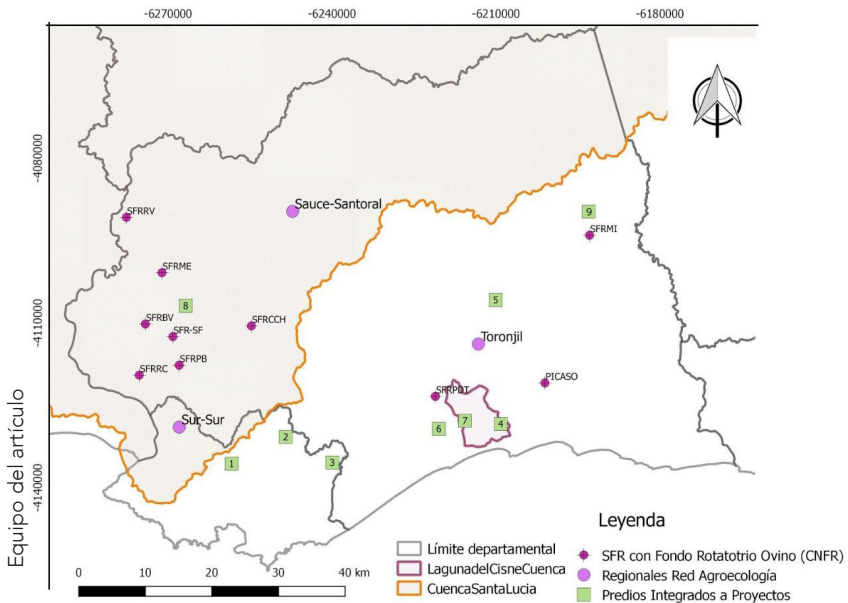 -6270000
-6240000
-6210000
-6180000
-4080000
-4110000
-4140000
SFRRV
Sauce-Santoral
9
SFRMI
SFRME
8
5
SFRBV
SFRCCH
SFR-SF
Toronjil
SFRPB
SFRRC
PICASO
SFRPDT
Sur-Sur
7
4
6
2
1
3
Equipo del artículo
Leyenda
Límite departamental
LagunadelCisneCuenca
CuencaSantaLucia
SFR con Fondo Rotatotrio Ovino (CNFR)
Regionales Red Agroecología
Predios Integrados a Proyectos
0 10 20 30 40 km